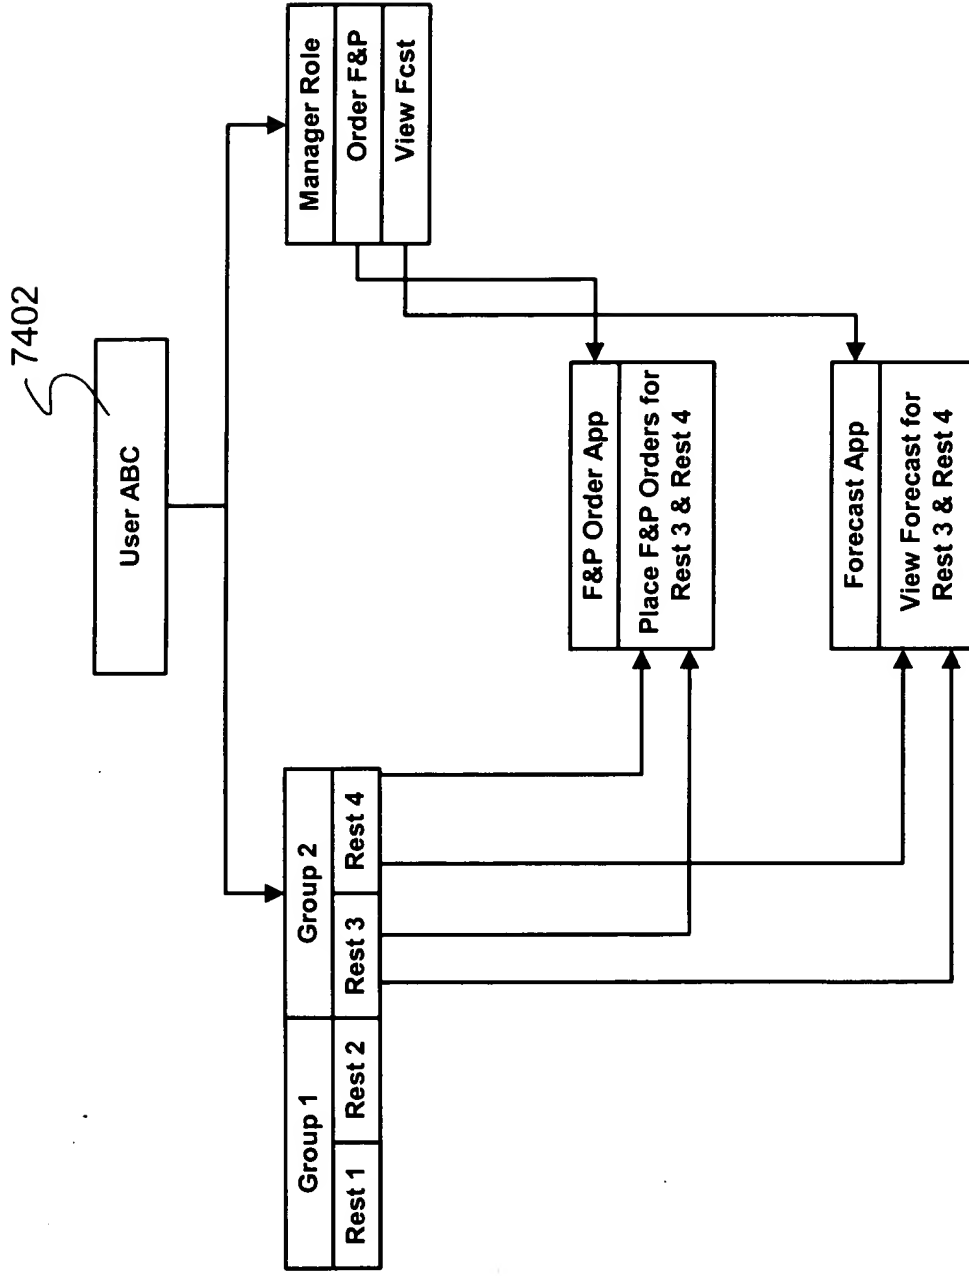 7402
User ABC
Group 1
Group 2
Rest 1
Rest 2
Rest 3
Rest 4
Manager Role
Order F&P
View Fcst
F&P Order App
Place F&P Orders for
Rest 3 & Rest 4
Forecast App
View Forecast for
Rest 3 & Rest 4